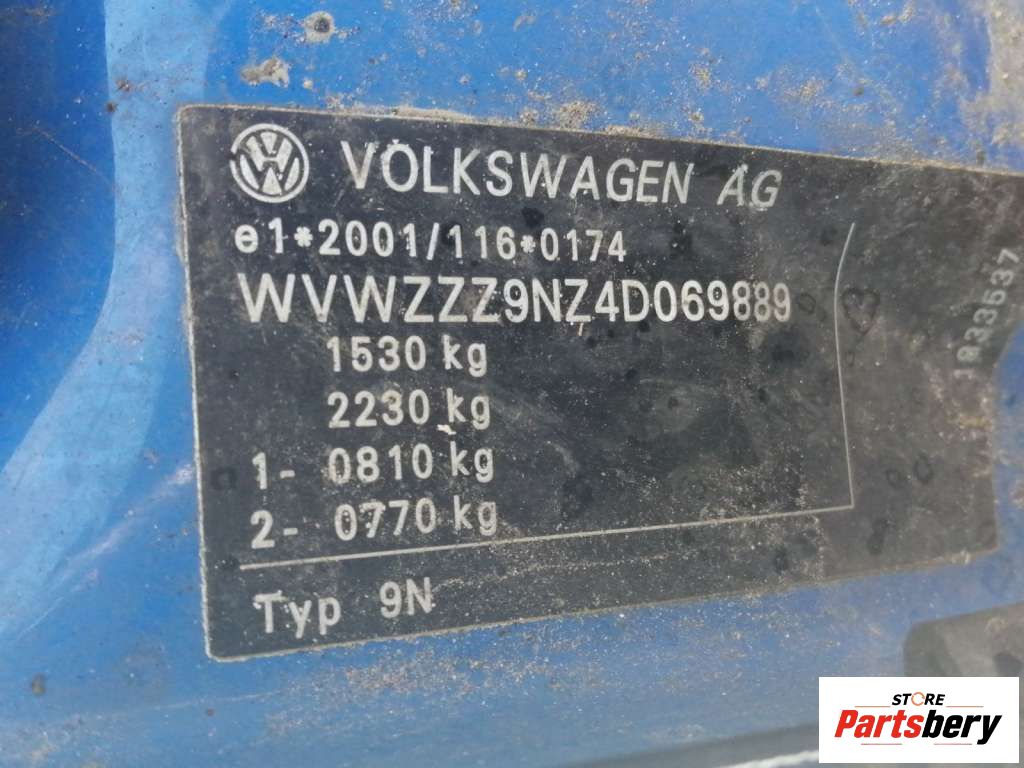 VOLKSWAGEN AG
e1*2001/116*0174
WVWZZZ9NZ4D069889
1530 kg
2230 kg
1- 0810 kg
2- 0770 kg
Typ 9N
STORE
Partsbery